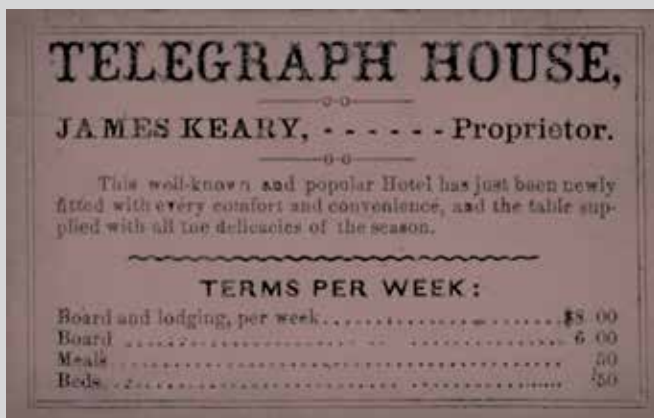 TELEGRAPH HOUSE,
JAMES KEARY, - - - - - - Proprietor.
This well-known and popular Hotel has just been newly
fitted with every comfort and convenience, and the table sup-
plied with all the delicacies of the season.
TERMS PER WEEK:
Board and lodging, per week........................$8 00
Board ........................ 6 00
Meals ........................ 50
Beds ........................ 50